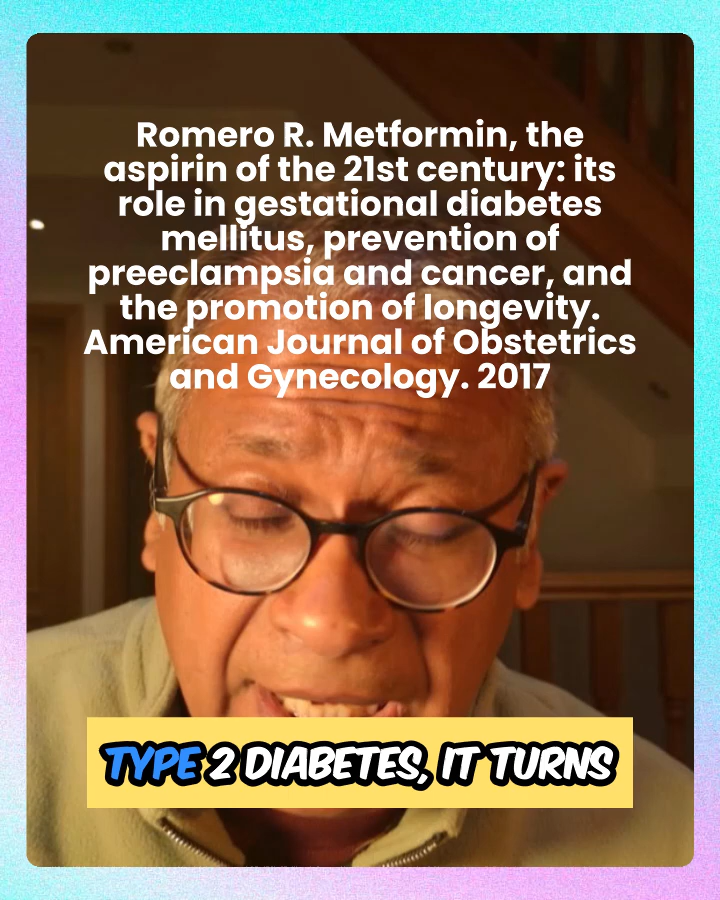 Romero R. Metformin, the
aspirin of the 21st century: its
role in gestational diabetes
mellitus, prevention of
preeclampsia and cancer, and
the promotion of longevity.
American Journal of Obstetrics
and Gynecology. 2017
TYPE 2 DIABETES, IT TURNS